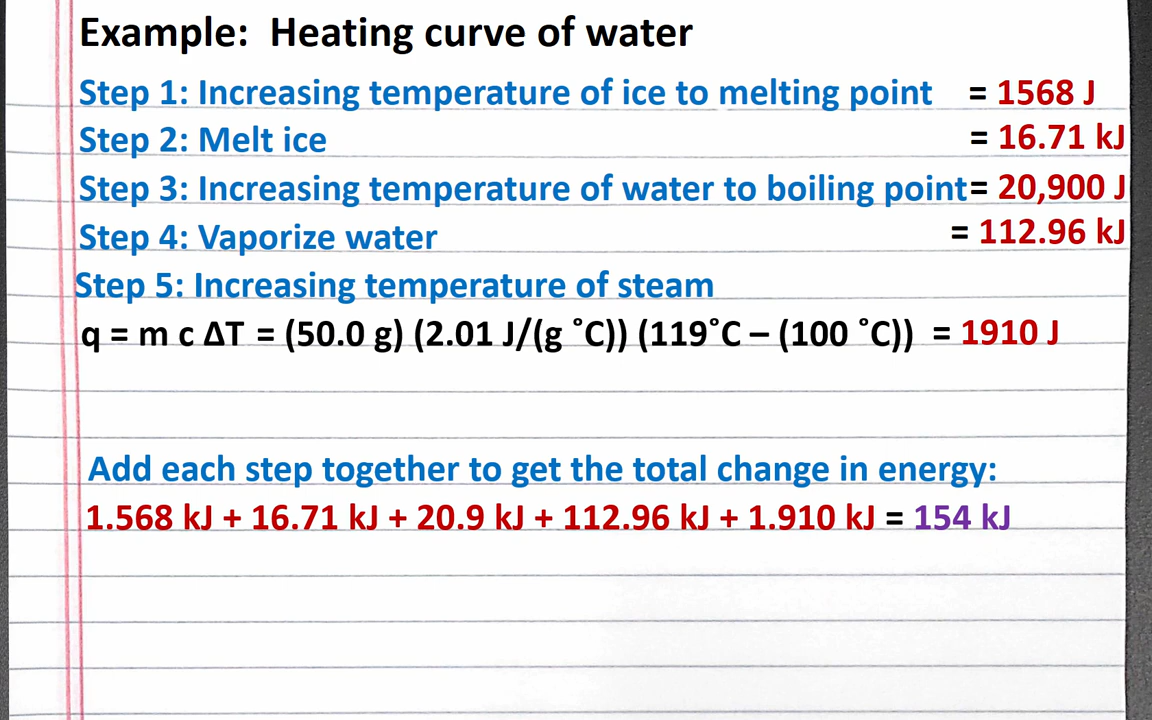 Example: Heating curve of water
Step 1: Increasing temperature of ice to melting point = 1568 J
Step 2: Melt ice = 16.71 kJ
Step 3: Increasing temperature of water to boiling point= 20,900 J
Step 4: Vaporize water = 112.96 kJ
Step 5: Increasing temperature of steam
q = m c ΔT = (50.0 g) (2.01 J/(g ˚C)) (119˚C – (100 ˚C)) = 1910 J
Add each step together to get the total change in energy:
1.568 kJ + 16.71 kJ + 20.9 kJ + 112.96 kJ + 1.910 kJ = 154 kJ